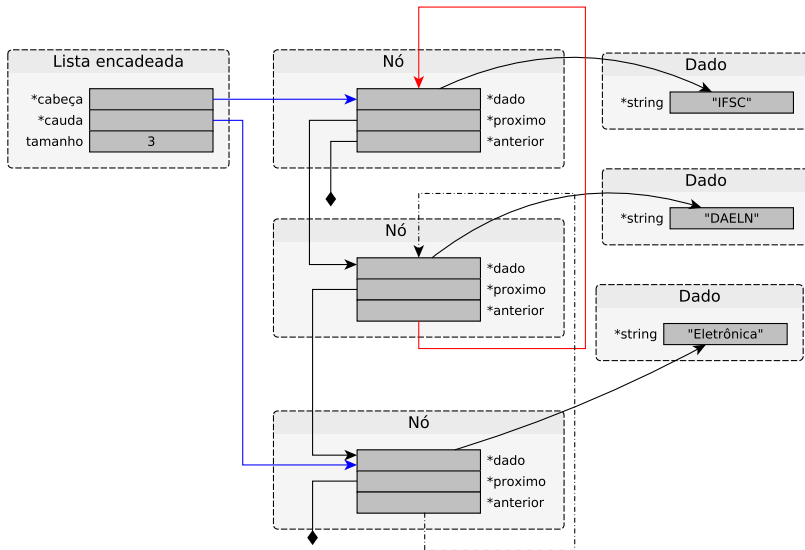 Lista encadeada
*cabeça
*cauda
tamanho 3
Nó
*dado
*proximo
*anterior
Dado
*string "IFSC"
Nó
*dado
*proximo
*anterior
Dado
*string "DAELN"
Dado
*string "Eletrônica"
Nó
*dado
*proximo
*anterior